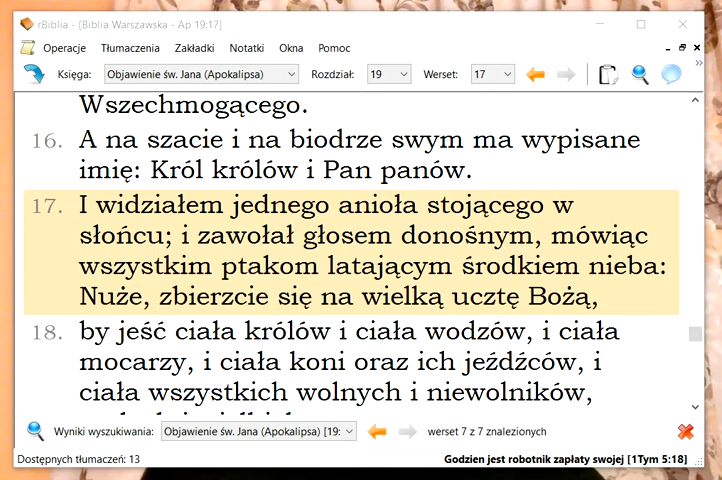 rBiblia - [Biblia Warszawska - Ap 19:17]
Operacje Tłumaczenia Zakładki Notatki Okna Pomoc
Księga: Objawienie św. Jana (Apokalipsa) Rozdział: 19 Werset: 17
Wszechmogącego.
16. A na szacie i na biodrze swym ma wypisane
imię: Król królów i Pan panów.
17. I widziałem jednego anioła stojącego w
słońcu; i zawołał głosem donośnym, mówiąc
wszystkim ptakom latającym środkiem nieba:
Nuże, zbierzcie się na wielką ucztę Bożą,
18. by jeść ciała królów i ciała wodzów, i ciała
mocarzy, i ciała koni oraz ich jeźdźców, i
ciała wszystkich wolnych i niewolników,
Wyniki wyszukiwania: Objawienie św. Jana (Apokalipsa) [19: werset 7 z 7 znalezionych
Dostępnych tłumaczeń: 13 Godzien jest robotnik zapłaty swojej [1Tym 5:18]